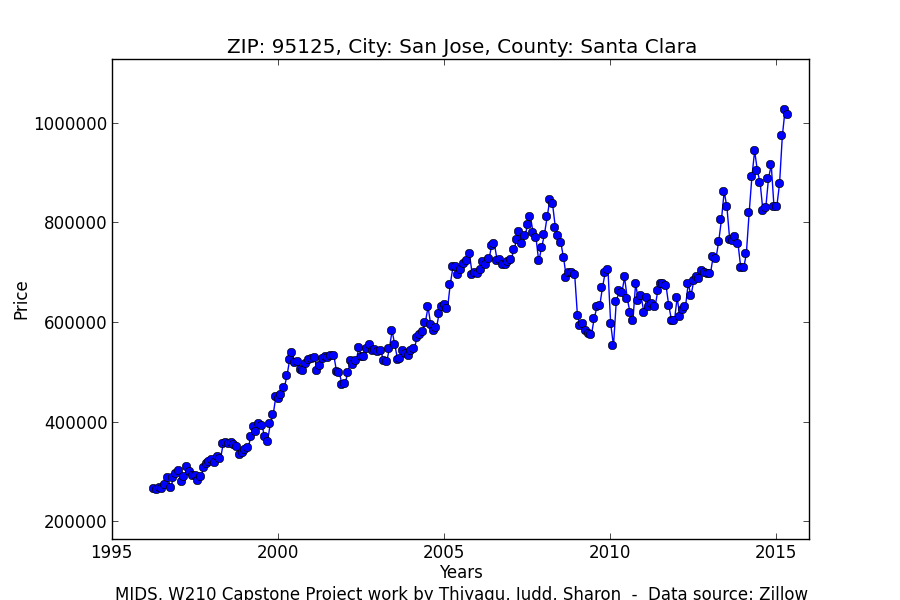 ZIP: 95125, City: San Jose, County: Santa Clara
Price
1000000
800000
600000
400000
200000
1995 2000 2005 2010 2015
Years
MIDS, W210 Capstone Project work by Thiyagu, Judd, Sharon - Data source: Zillow